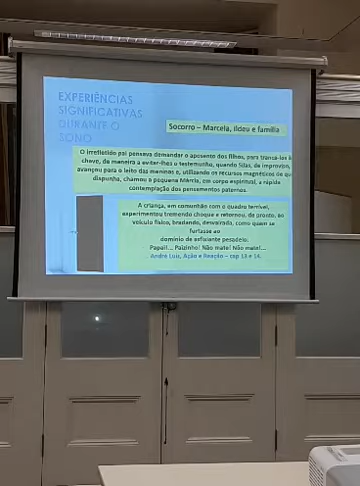 EXPERIÊNCIAS
SIGNIFICATIVAS
DURANTE O
SONO
Socorro – Marcela, Ildeu e família
O irrefletido pai pensava demandar o aposento dos filhos, para trancá-los à
chave, de maneira a evitar-lhes o testemunho, quando Silas, de improviso,
avançou para o leito das meninas e, utilizando os recursos magnéticos de que
dispunha, chamou a pequena Márcia, em corpo espiritual, a rápida
contemplação dos pensamentos paternos.
A criança, em comunhão com o quadro terrível,
experimentou tremendo choque e retornou, de pronto, ao
veículo físico, bradando, desvairada, como quem se
furtasse ao
domínio de asfixiante pesadelo.
Papai!... Paizinho! Não mate! Não mate!...
André Luiz, Ação e Reação – cap 13 e 14.